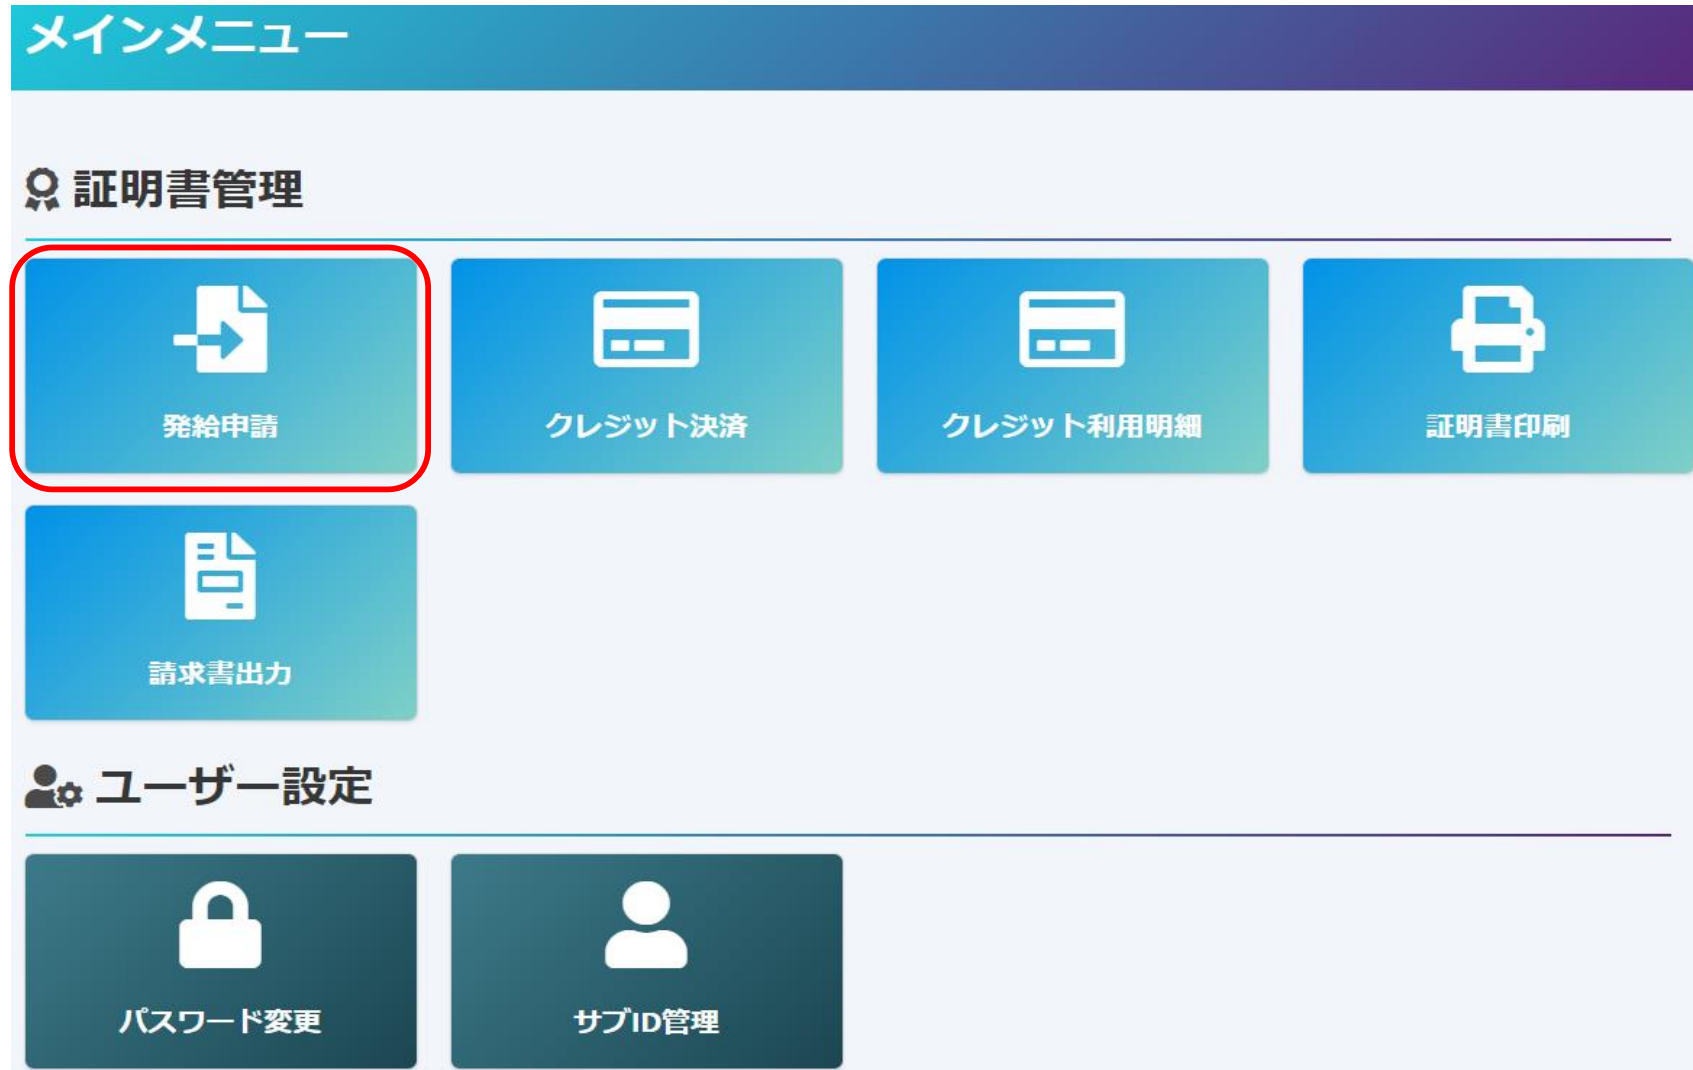 メインメニュー
証明書管理
発給申請
クレジット決済
クレジット利用明細
証明書印刷
請求書出力
ユーザー設定
パスワード変更
サブID管理